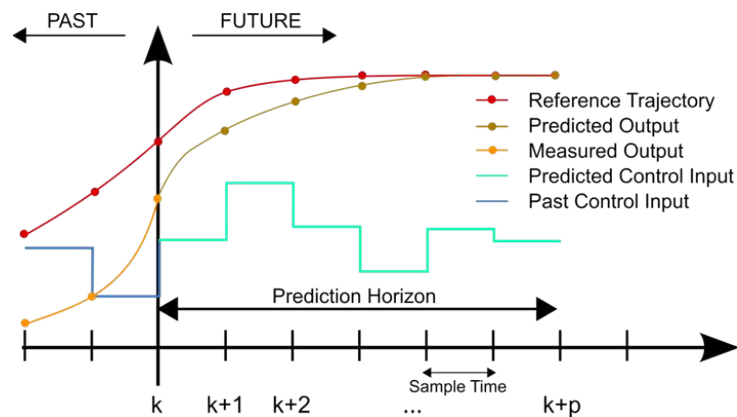 PAST
FUTURE
Reference Trajectory
Predicted Output
Measured Output
Predicted Control Input
Past Control Input
Prediction Horizon
Sample Time
k k+1 k+2 ... k+p